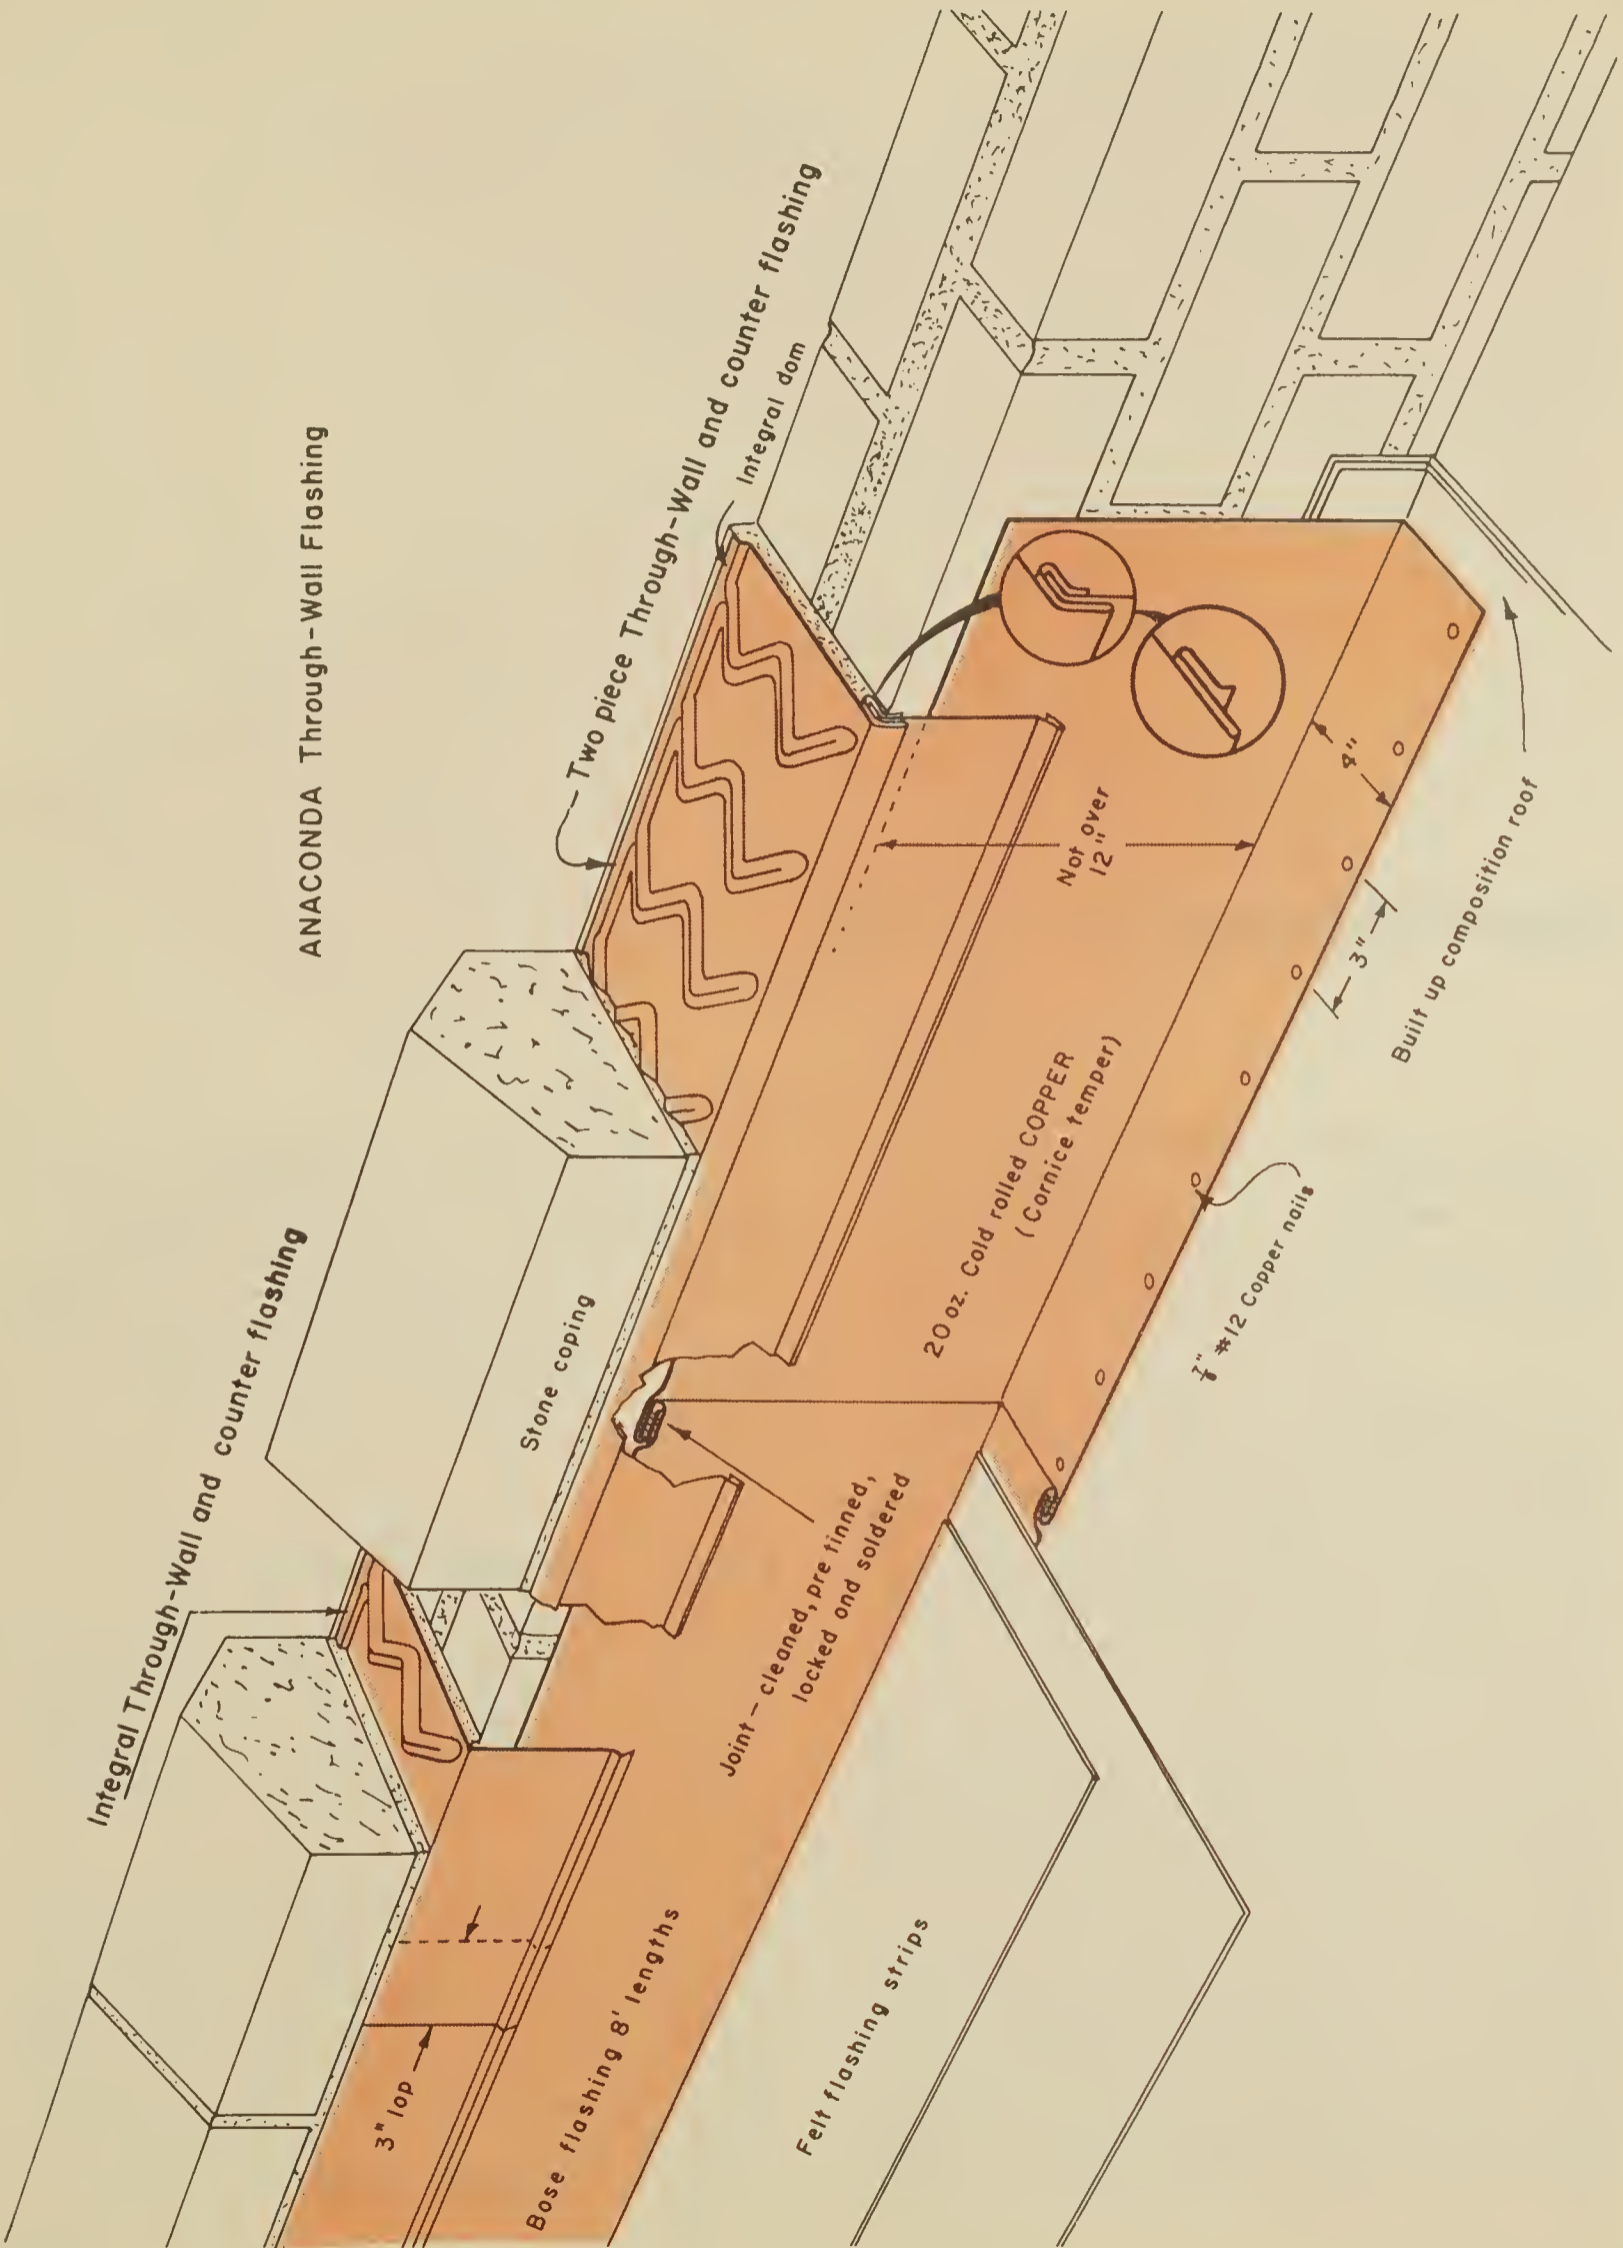 ANACONDA Through-Wall Flashing
Integral Through-Wall and counter flashing
Two piece Through-Wall and counter flashing
Integral dam
Stone coping
3" lap
Base flashing 8' lengths
Joint - cleaned, pre tinned,
locked and soldered
20 oz. Cold rolled COPPER
(Cornice temper)
Not over
12"
4"
3"
Felt flashing strips
7/8" #12 Copper nails
Built up composition roof